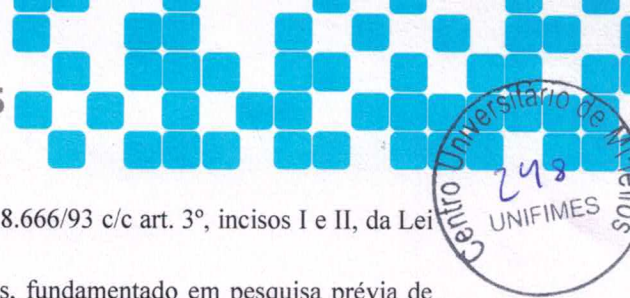 Centro Universitário de Mineiros
248
UNIFIMES
8.666/93 c/c art. 3º, incisos I e II, da Lei
fundamentado em pesquisa prévia de